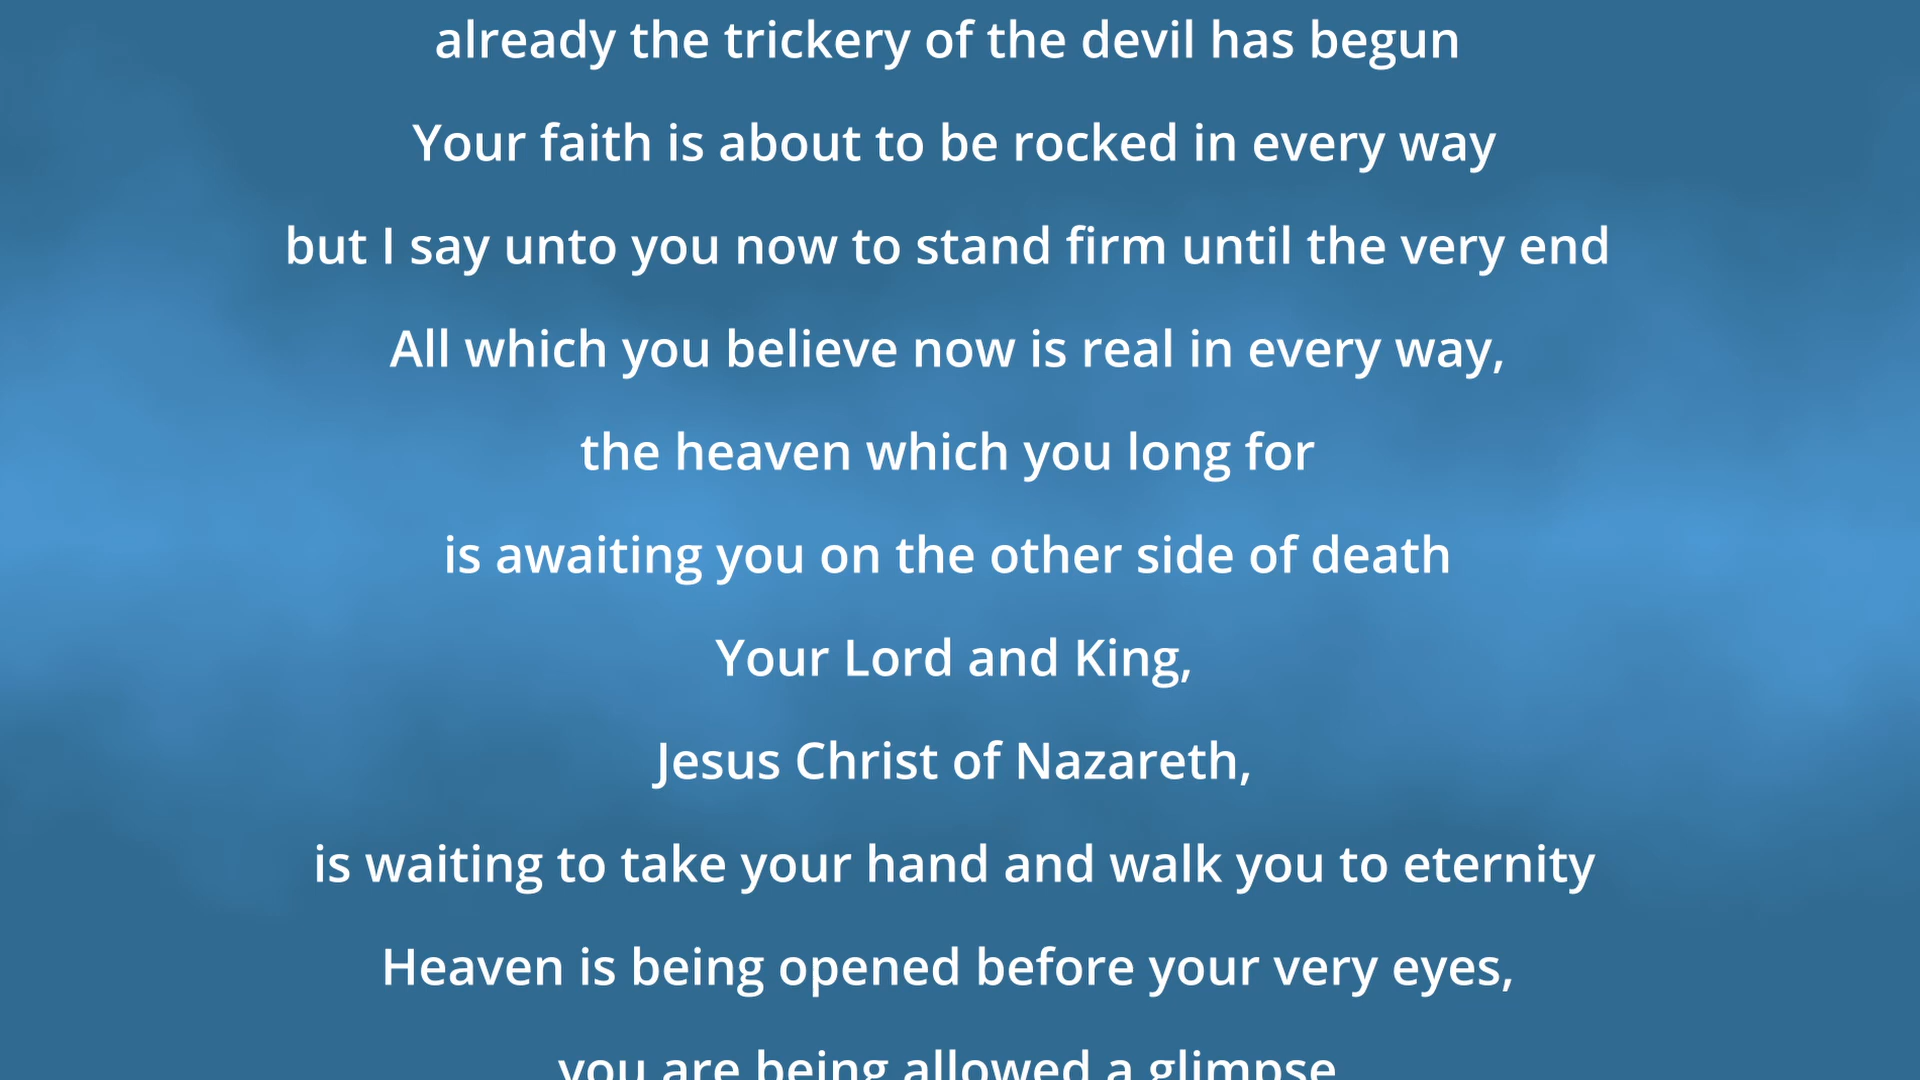 already the trickery of the devil has begun
Your faith is about to be rocked in every way
but I say unto you now to stand firm until the very end
All which you believe now is real in every way,
the heaven which you long for
is awaiting you on the other side of death
Your Lord and King,
Jesus Christ of Nazareth,
is waiting to take your hand and walk you to eternity
Heaven is being opened before your very eyes,
you are being allowed a glimpse